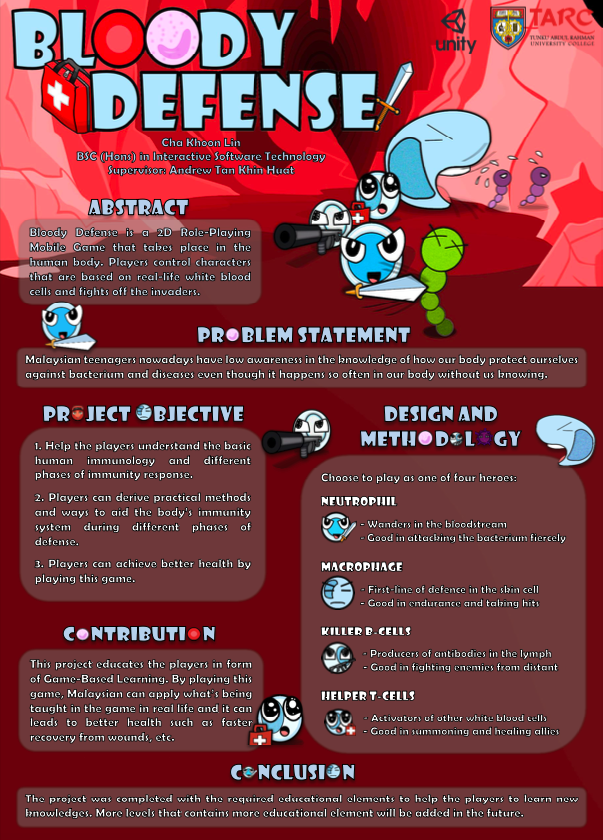 BLOODY
DEFENSE
unity
TARC
TUNKU ABDUL RAHMAN
UNIVERSITY COLLEGE
Cha Khoon Lin
BSC (Hons) in Interactive Software Technology
Supervisor: Andrew Tan Khin Huat
ABSTRACT
Bloody Defense is a 2D Role-Playing
Mobile Game that takes place in the
human body. Players control characters
that are based on real-life white blood
cells and fights off the invaders.
PROBLEM STATEMENT
Malaysian teenagers nowadays have low awareness in the knowledge of how our body protect ourselves
against bacterium and diseases even though it happens so often in our body without us knowing.
PROJECT OBJECTIVE
1. Help the players understand the basic
human immunology and different
phases of immunity response.
2. Players can derive practical methods
and ways to aid the body's immunity
system during different phases of
defense.
3. Players can achieve better health by
playing this game.
CONTRIBUTION
This project educates the players in form
of Game-Based Learning. By playing this
game, Malaysian can apply what's being
taught in the game in real life and it can
leads to better health such as faster
recovery from wounds, etc.
DESIGN AND
METHODOLOGY
Choose to play as one of four heroes:
NEUTROPHIL
- Wanders in the bloodstream
- Good in attacking the bacterium fiercely
MACROPHAGE
- First-line of defence in the skin cell
- Good in endurance and taking hits
KILLER B-CELLS
- Producers of antibodies in the lymph
- Good in fighting enemies from distant
HELPER T-CELLS
- Activators of other white blood cells
- Good in summoning and healing allies
CONCLUSION
The project was completed with the required educational elements to help the players to learn new
knowledges. More levels that contains more educational element will be added in the future.